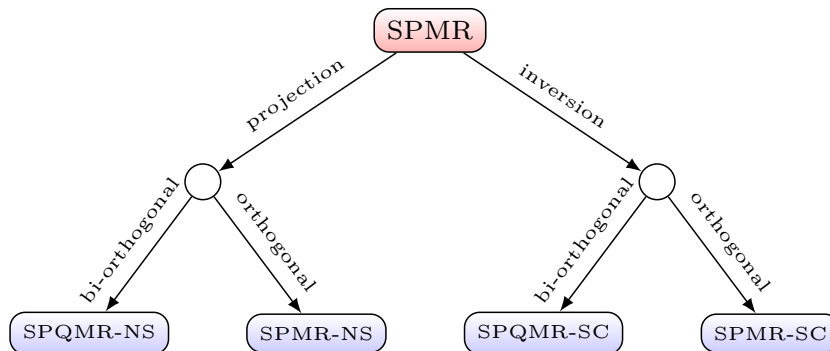 SPMR
projection
inversion
bi-orthogonal
orthogonal
bi-orthogonal
orthogonal
SPQMR-NS
SPMR-NS
SPQMR-SC
SPMR-SC